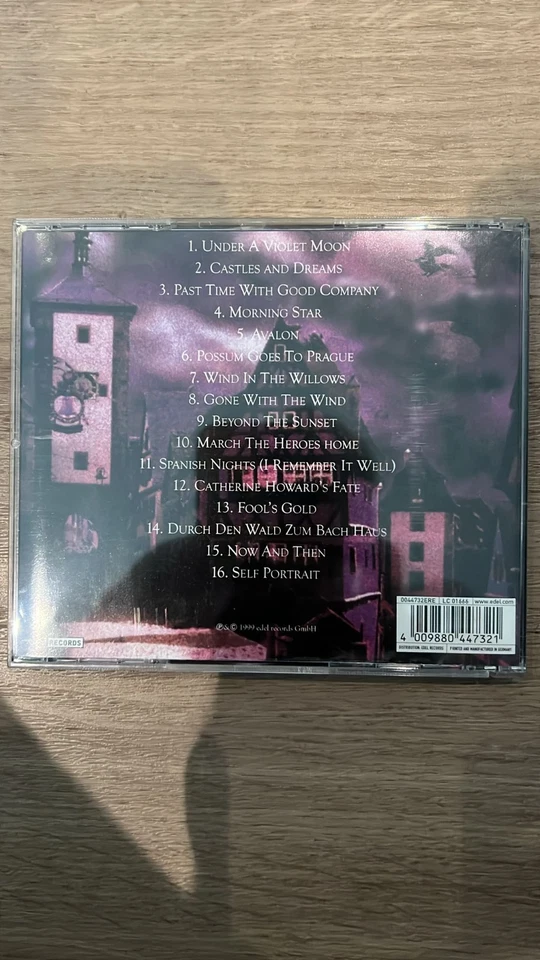 1. Under A Violet Moon
2. Castles and Dreams
3. Past Time With Good Company
4. Morning Star
5. Avalon
6. Possum Goes To Prague
7. Wind In The Willows
8. Gone With The Wind
9. Beyond The Sunset
10. March The Heroes home
11. Spanish Nights (I Remember It Well)
12. Catherine Howard's Fate
13. Fool's Gold
14. Durch Den Wald Zum Bach Haus
15. Now And Then
16. Self Portrait
℗ & © 1999 edel records GmbH
RECORDS
0044732ERE LC 01666 www.edel.com
4 009880 447321
DISTRIBUTION: EDEL RECORDS PRINTED AND MANUFACTURED IN GERMANY